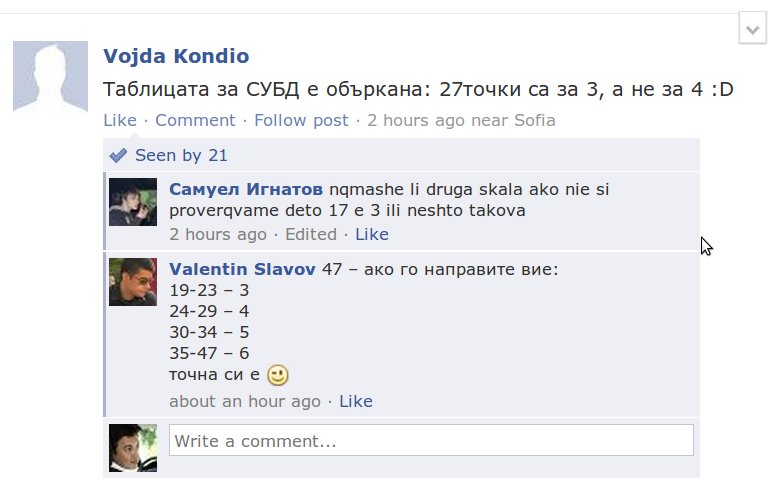 Vojda Kondio
Таблицата за СУБД е объркана: 27точки са за 3, а не за 4 :D
Like · Comment · Follow post · 2 hours ago near Sofia
Seen by 21
Самуел Игнатов nqmashe li druga skala ako nie si
proverqvame deto 17 e 3 ili neshto takova
2 hours ago · Edited · Like
Valentin Slavov 47 – ако го направите вие:
19-23 – 3
24-29 – 4
30-34 – 5
35-47 – 6
точна си е
about an hour ago · Like
Write a comment...